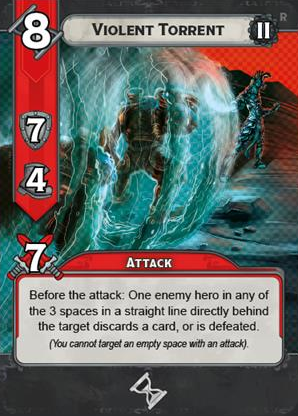 8
VIOLENT TORRENT
II
R
7
4
7
ATTACK
Before the attack: One enemy hero in any of
the 3 spaces in a straight line directly behind
the target discards a card, or is defeated.
(You cannot target an empty space with an attack).